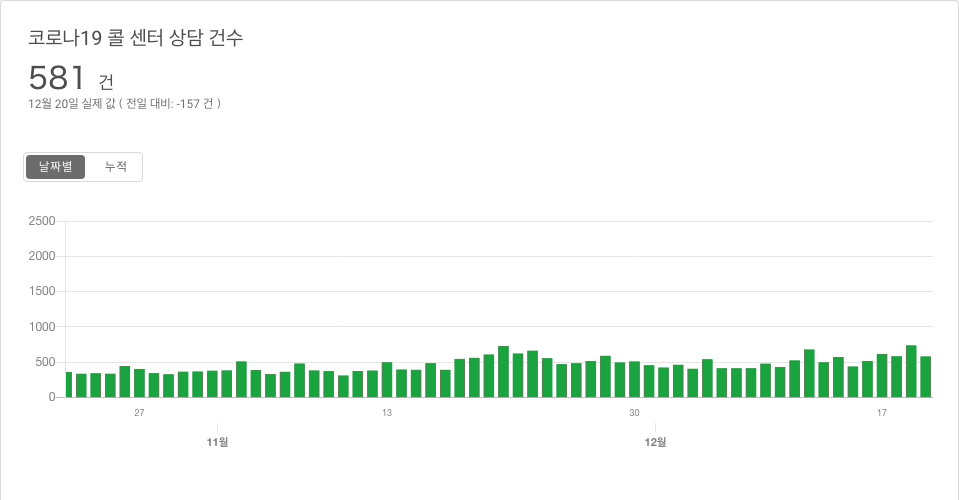 코로나19 콜 센터 상담 건수
581 건
12월 20일 실제 값 ( 전일 대비: -157 건 )
날짜별 누적
2500
2000
1500
1000
500
0
27 13 30 17
11월 12월